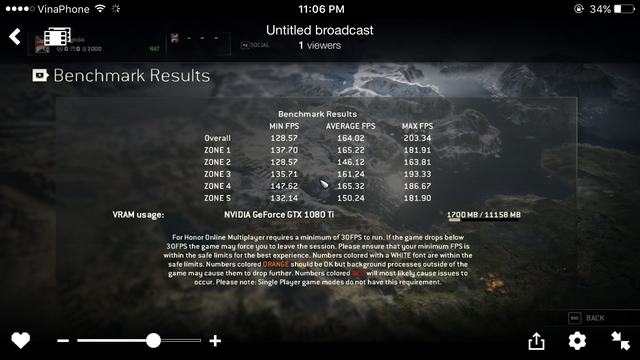 VinaPhone 11:06 PM 34%
Untitled broadcast
1 viewers
0 0 2000 NAT
SOCIAL
Benchmark Results
Benchmark Results
MIN FPS AVERAGE FPS MAX FPS
Overall 128.57 164.02 203.34
ZONE 1 137.70 165.22 181.91
ZONE 2 128.57 146.12 163.81
ZONE 3 135.71 161.24 193.33
ZONE 4 147.62 165.32 186.67
ZONE 5 132.14 150.24 181.90
VRAM usage: NVIDIA GeForce GTX 1080 Ti 1700 MB / 11158 MB
For Honor Online Multiplayer requires a minimum of 30FPS to run. If the game drops below
30FPS the game may force you to leave the session. Please ensure that your minimum FPS is
within the safe limits for the best experience. Numbers colored with a WHITE font are within the
safe limits. Numbers colored ORANGE should be OK but background processes outside of the
game may cause them to drop further. Numbers colored RED will most likely cause issues to
occur. Please note: Single Player game modes do not have this requirement.
ESC BACK